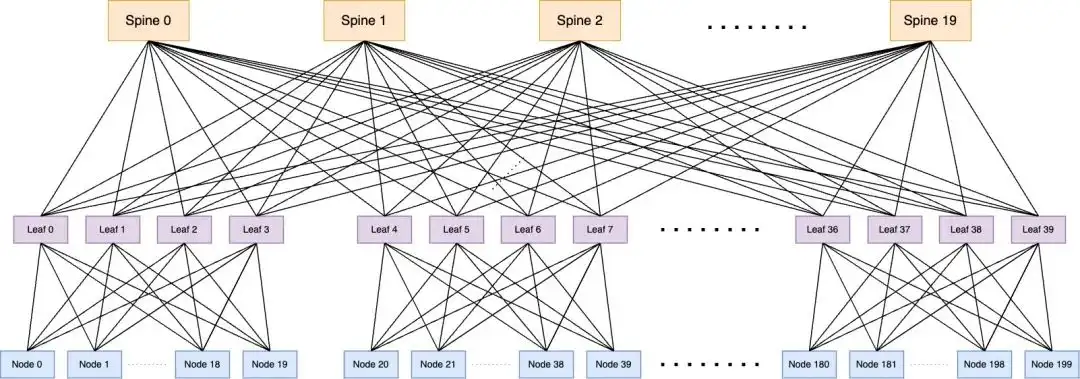 Spine 0
Spine 1
Spine 2
Spine 19
Leaf 0
Leaf 1
Leaf 2
Leaf 3
Leaf 4
Leaf 5
Leaf 6
Leaf 7
Leaf 36
Leaf 37
Leaf 38
Leaf 39
Node 0
Node 1
Node 18
Node 19
Node 20
Node 21
Node 38
Node 39
Node 180
Node 181
Node 198
Node 199